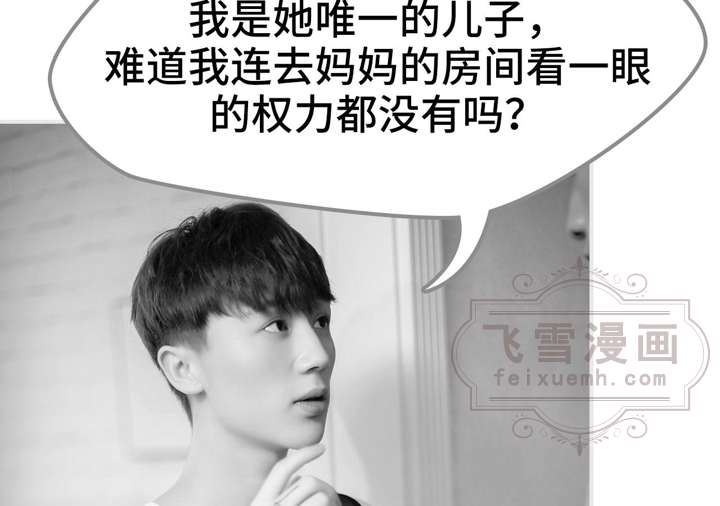 我是她唯一的儿子，
难道我连去妈妈的房间看一眼
的权力都没有吗？
飞雪漫画
feixuemh.com